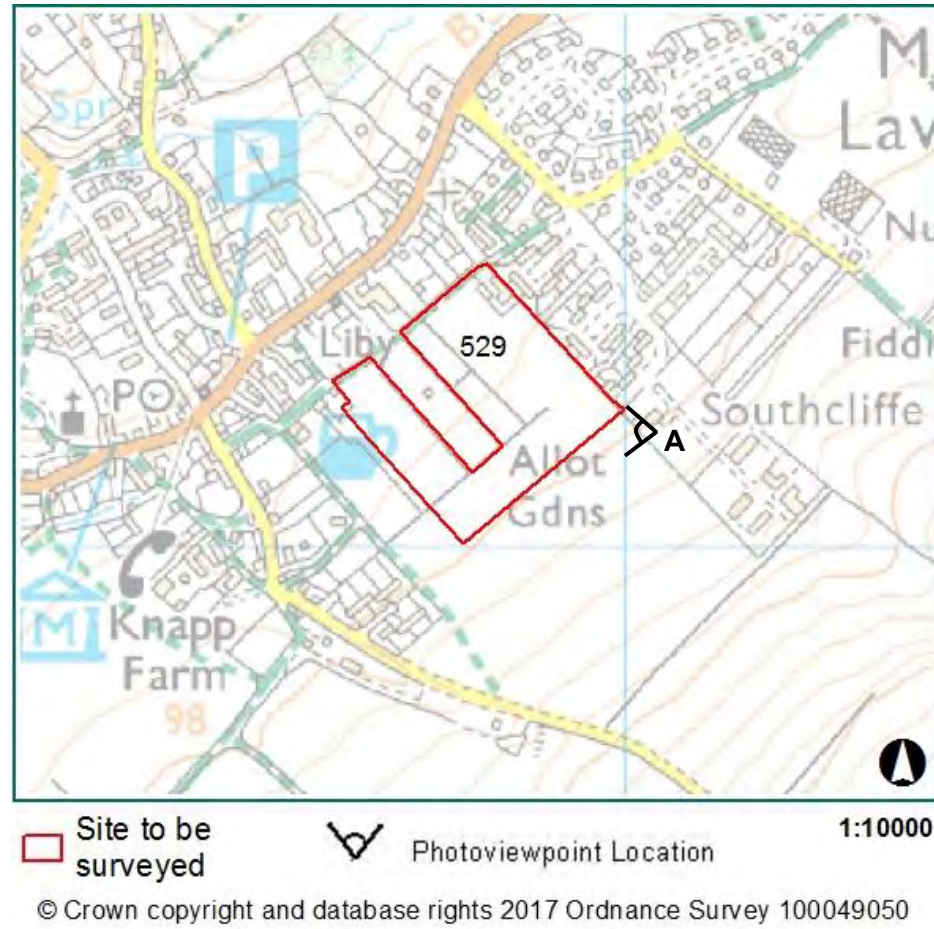 M
Lav
Spr
P
Nu
529
Liby
Fiddl
PO
Southcliffe
A
Allot
Gdns
M
Knapp
Farm
98
Site to be
surveyed
Photoviewpoint Location
1:10000
© Crown copyright and database rights 2017 Ordnance Survey 100049050